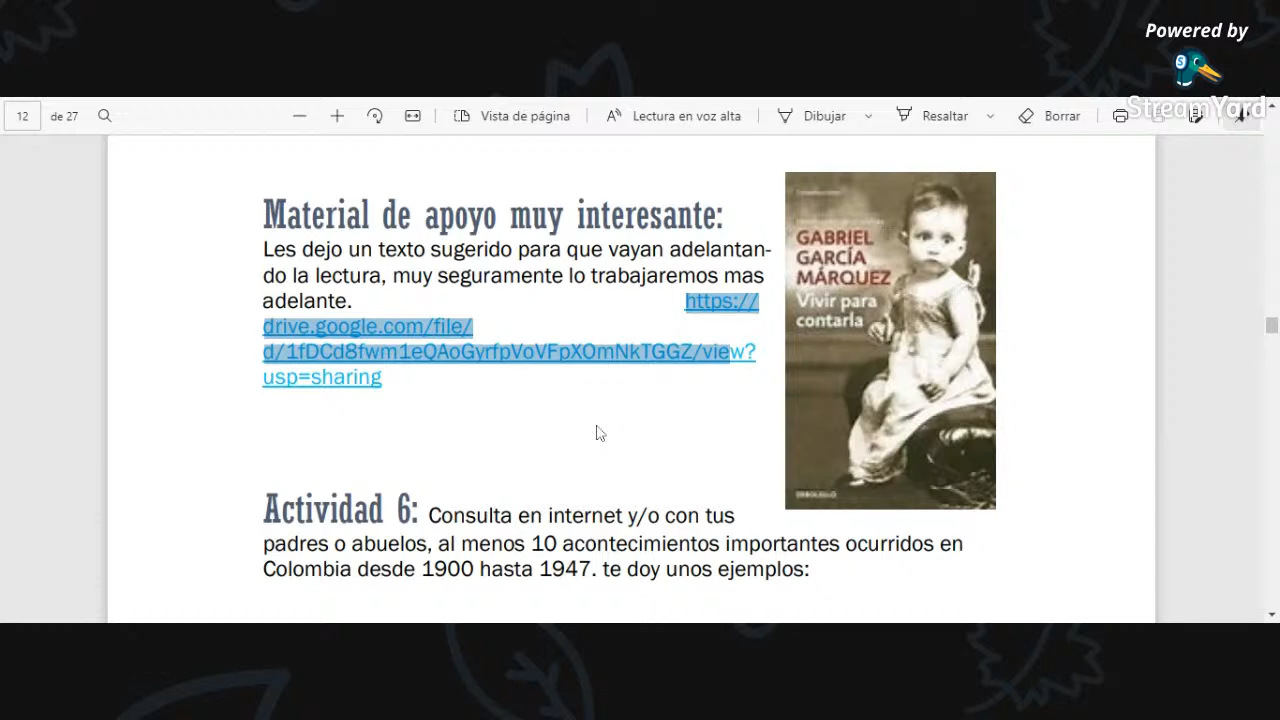 Powered by
StreamYard
12 de 27 Vista de página Lectura en voz alta Dibujar Resaltar Borrar
Material de apoyo muy interesante:
Les dejo un texto sugerido para que vayan adelantan-
do la lectura, muy seguramente lo trabajaremos mas
adelante. https://
drive.google.com/file/
d/1fDCd8fwm1eQAoGyrfpVoVFpXOmNkTGGZ/view?
usp=sharing
GABRIEL
GARCÍA
MÁRQUEZ
Vivir para
contarla
Actividad 6: Consulta en internet y/o con tus
padres o abuelos, al menos 10 acontecimientos importantes ocurridos en
Colombia desde 1900 hasta 1947. te doy unos ejemplos: